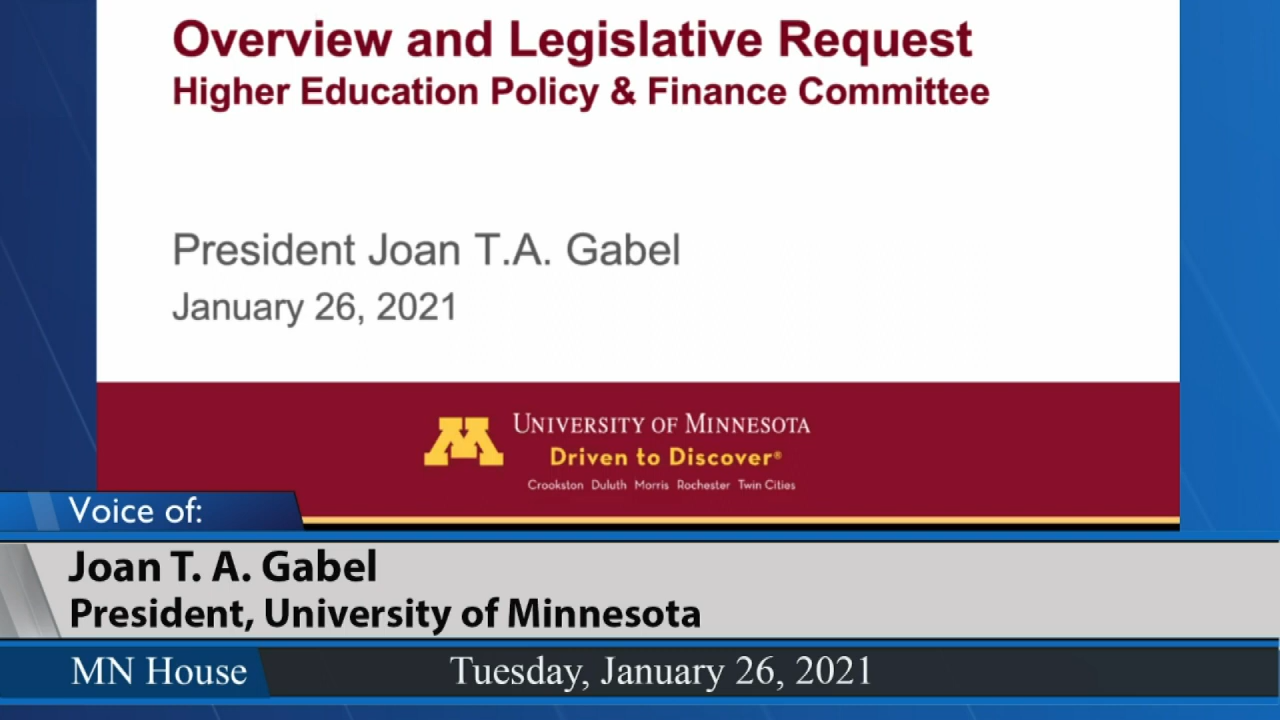 Overview and Legislative Request
Higher Education Policy & Finance Committee
President Joan T.A. Gabel
January 26, 2021
M
UNIVERSITY OF MINNESOTA
Driven to Discover®
Crookston Duluth Morris Rochester Twin Cities
Voice of:
Joan T. A. Gabel
President, University of Minnesota
MN House
Tuesday, January 26, 2021